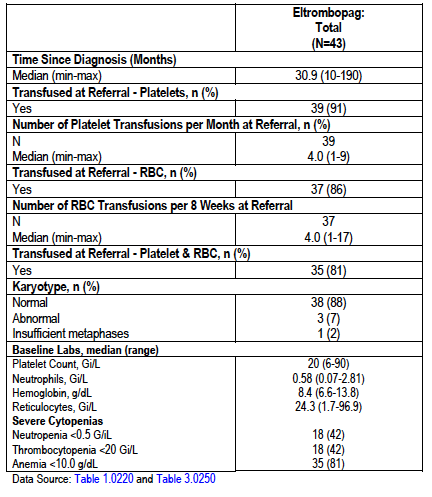 Eltrombopag:
Total
(N=43)
Time Since Diagnosis (Months)
Median (min-max) 30.9 (10-190)
Transfused at Referral - Platelets, n (%)
Yes 39 (91)
Number of Platelet Transfusions per Month at Referral, n (%)
N 39
Median (min-max) 4.0 (1-9)
Transfused at Referral - RBC, n (%)
Yes 37 (86)
Number of RBC Transfusions per 8 Weeks at Referral
N 37
Median (min-max) 4.0 (1-17)
Transfused at Referral - Platelet & RBC, n (%)
Yes 35 (81)
Karyotype, n (%)
Normal 38 (88)
Abnormal 3 (7)
Insufficient metaphases 1 (2)
Baseline Labs, median (range)
Platelet Count, Gi/L 20 (6-90)
Neutrophils, Gi/L 0.58 (0.07-2.81)
Hemoglobin, g/dL 8.4 (6.6-13.8)
Reticulocytes, Gi/L 24.3 (1.7-96.9)
Severe Cytopenias
Neutropenia <0.5 G/iL 18 (42)
Thrombocytopenia <20 Gi/L 18 (42)
Anemia <10.0 g/dL 35 (81)
Data Source: Table 1.0220 and Table 3.0250